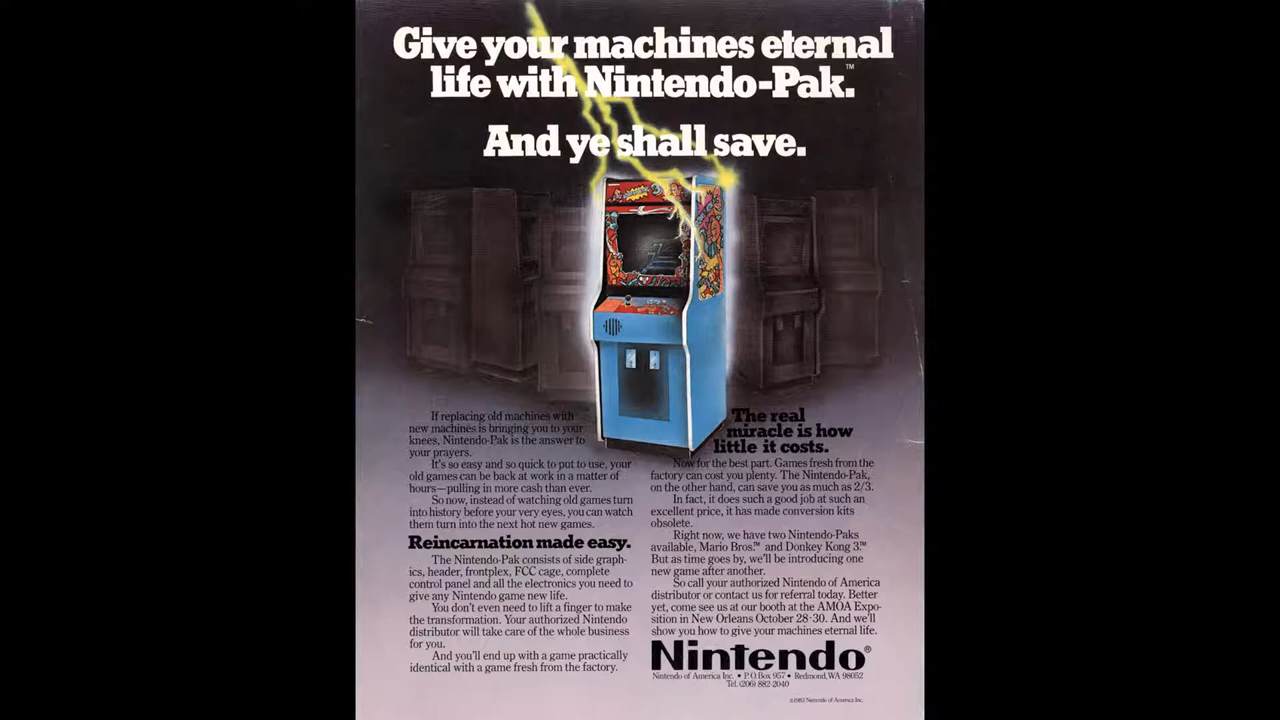 Give your machines eternal
life with Nintendo-Pak.™
And ye shall save.
If replacing old machines with
new machines is bringing you to your
knees, Nintendo-Pak is the answer to
your prayers.
It's so easy and so quick to put to use, your
old games can be back at work in a matter of
hours—pulling in more cash than ever.
So now, instead of watching old games turn
into history before your very eyes, you can watch
them turn into the next hot new games.
Reincarnation made easy.
The Nintendo-Pak consists of side graph-
ics, header, frontplex, FCC cage, complete
control panel and all the electronics you need to
give any Nintendo game new life.
You don't even need to lift a finger to make
the transformation. Your authorized Nintendo
distributor will take care of the whole business
for you.
And you'll end up with a game practically
identical with a game fresh from the factory.
The real
miracle is how
little it costs.
Now for the best part. Games fresh from the
factory can cost you plenty. The Nintendo-Pak,
on the other hand, can save you as much as 2/3.
In fact, it does such a good job at such an
excellent price, it has made conversion kits
obsolete.
Right now, we have two Nintendo-Paks
available, Mario Bros.™ and Donkey Kong 3.™
But as time goes by, we'll be introducing one
new game after another.
So call your authorized Nintendo of America
distributor or contact us for referral today. Better
yet, come see us at our booth at the AMOA Expo-
sition in New Orleans October 28-30. And we'll
show you how to give your machines eternal life.
Nintendo®
Nintendo of America Inc. • P.O. Box 957 • Redmond, WA 98052
Tel. (206) 882-2040
©1983 Nintendo of America Inc.